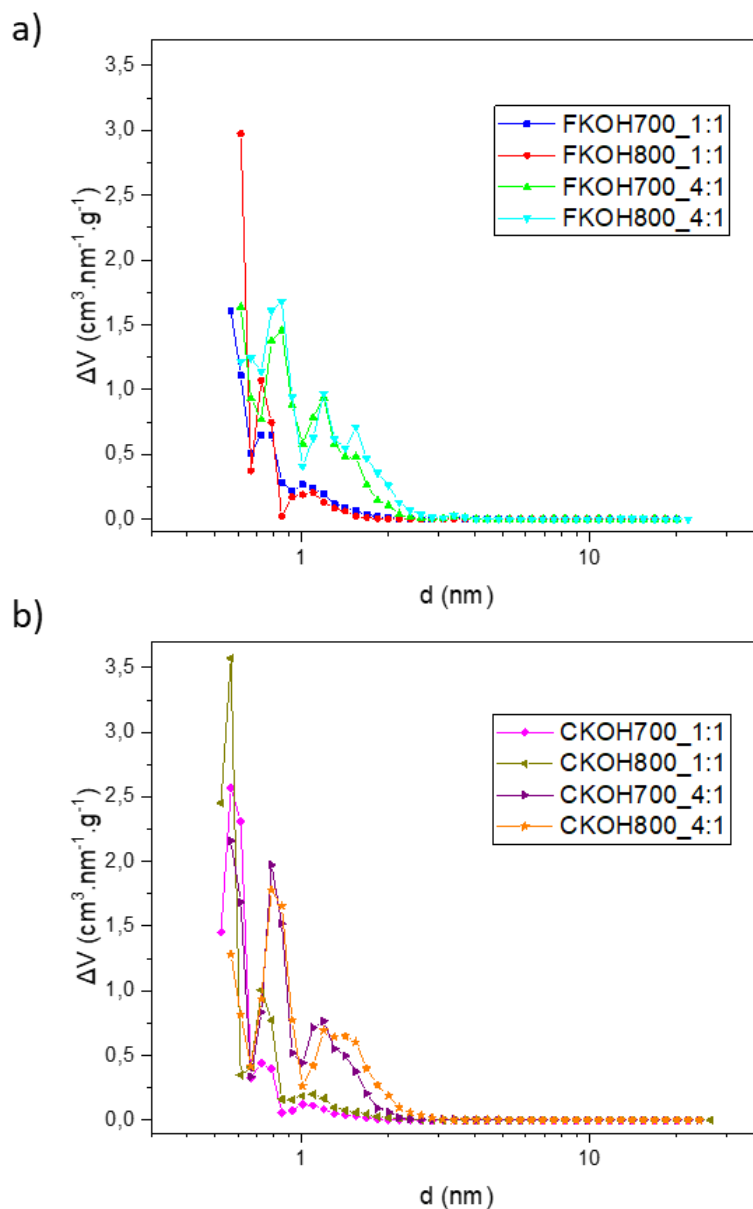 a)
3,5
3,0
2,5
2,0
1,5
1,0
0,5
0,0
ΔV (cm³.nm⁻¹.g⁻¹)
FKOH700_1:1
FKOH800_1:1
FKOH700_4:1
FKOH800_4:1
1 10
d (nm)
b)
3,5
3,0
2,5
2,0
1,5
1,0
0,5
0,0
ΔV (cm³.nm⁻¹.g⁻¹)
CKOH700_1:1
CKOH800_1:1
CKOH700_4:1
CKOH800_4:1
1 10
d (nm)